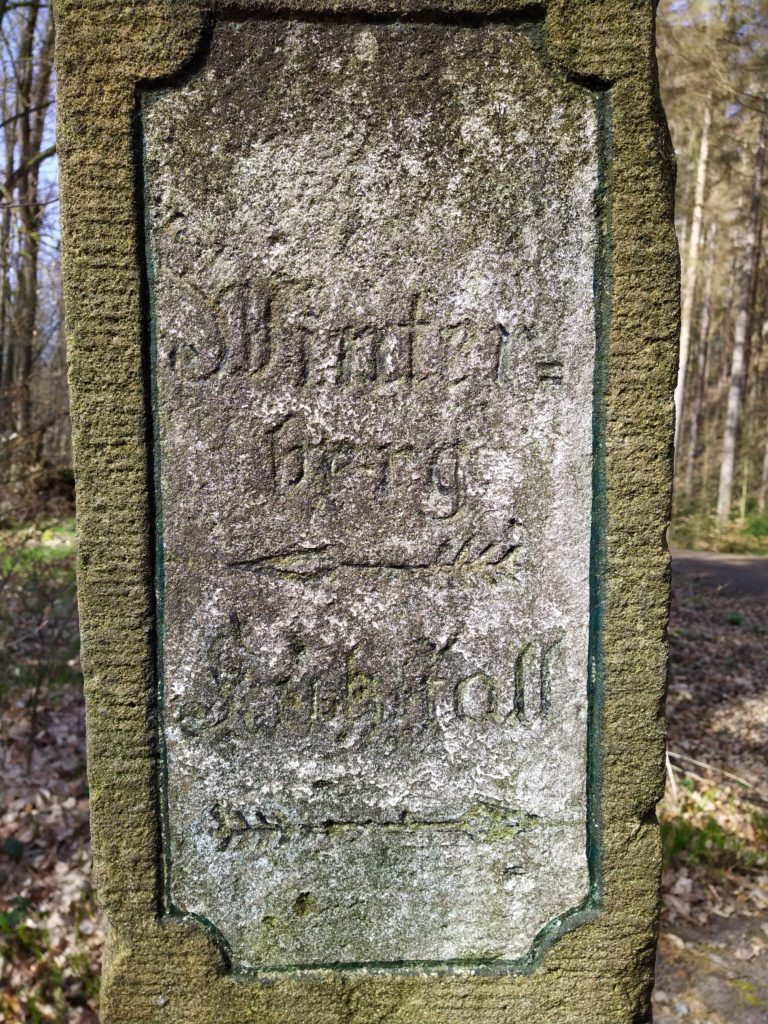 Winter=
berg
Kuhstall